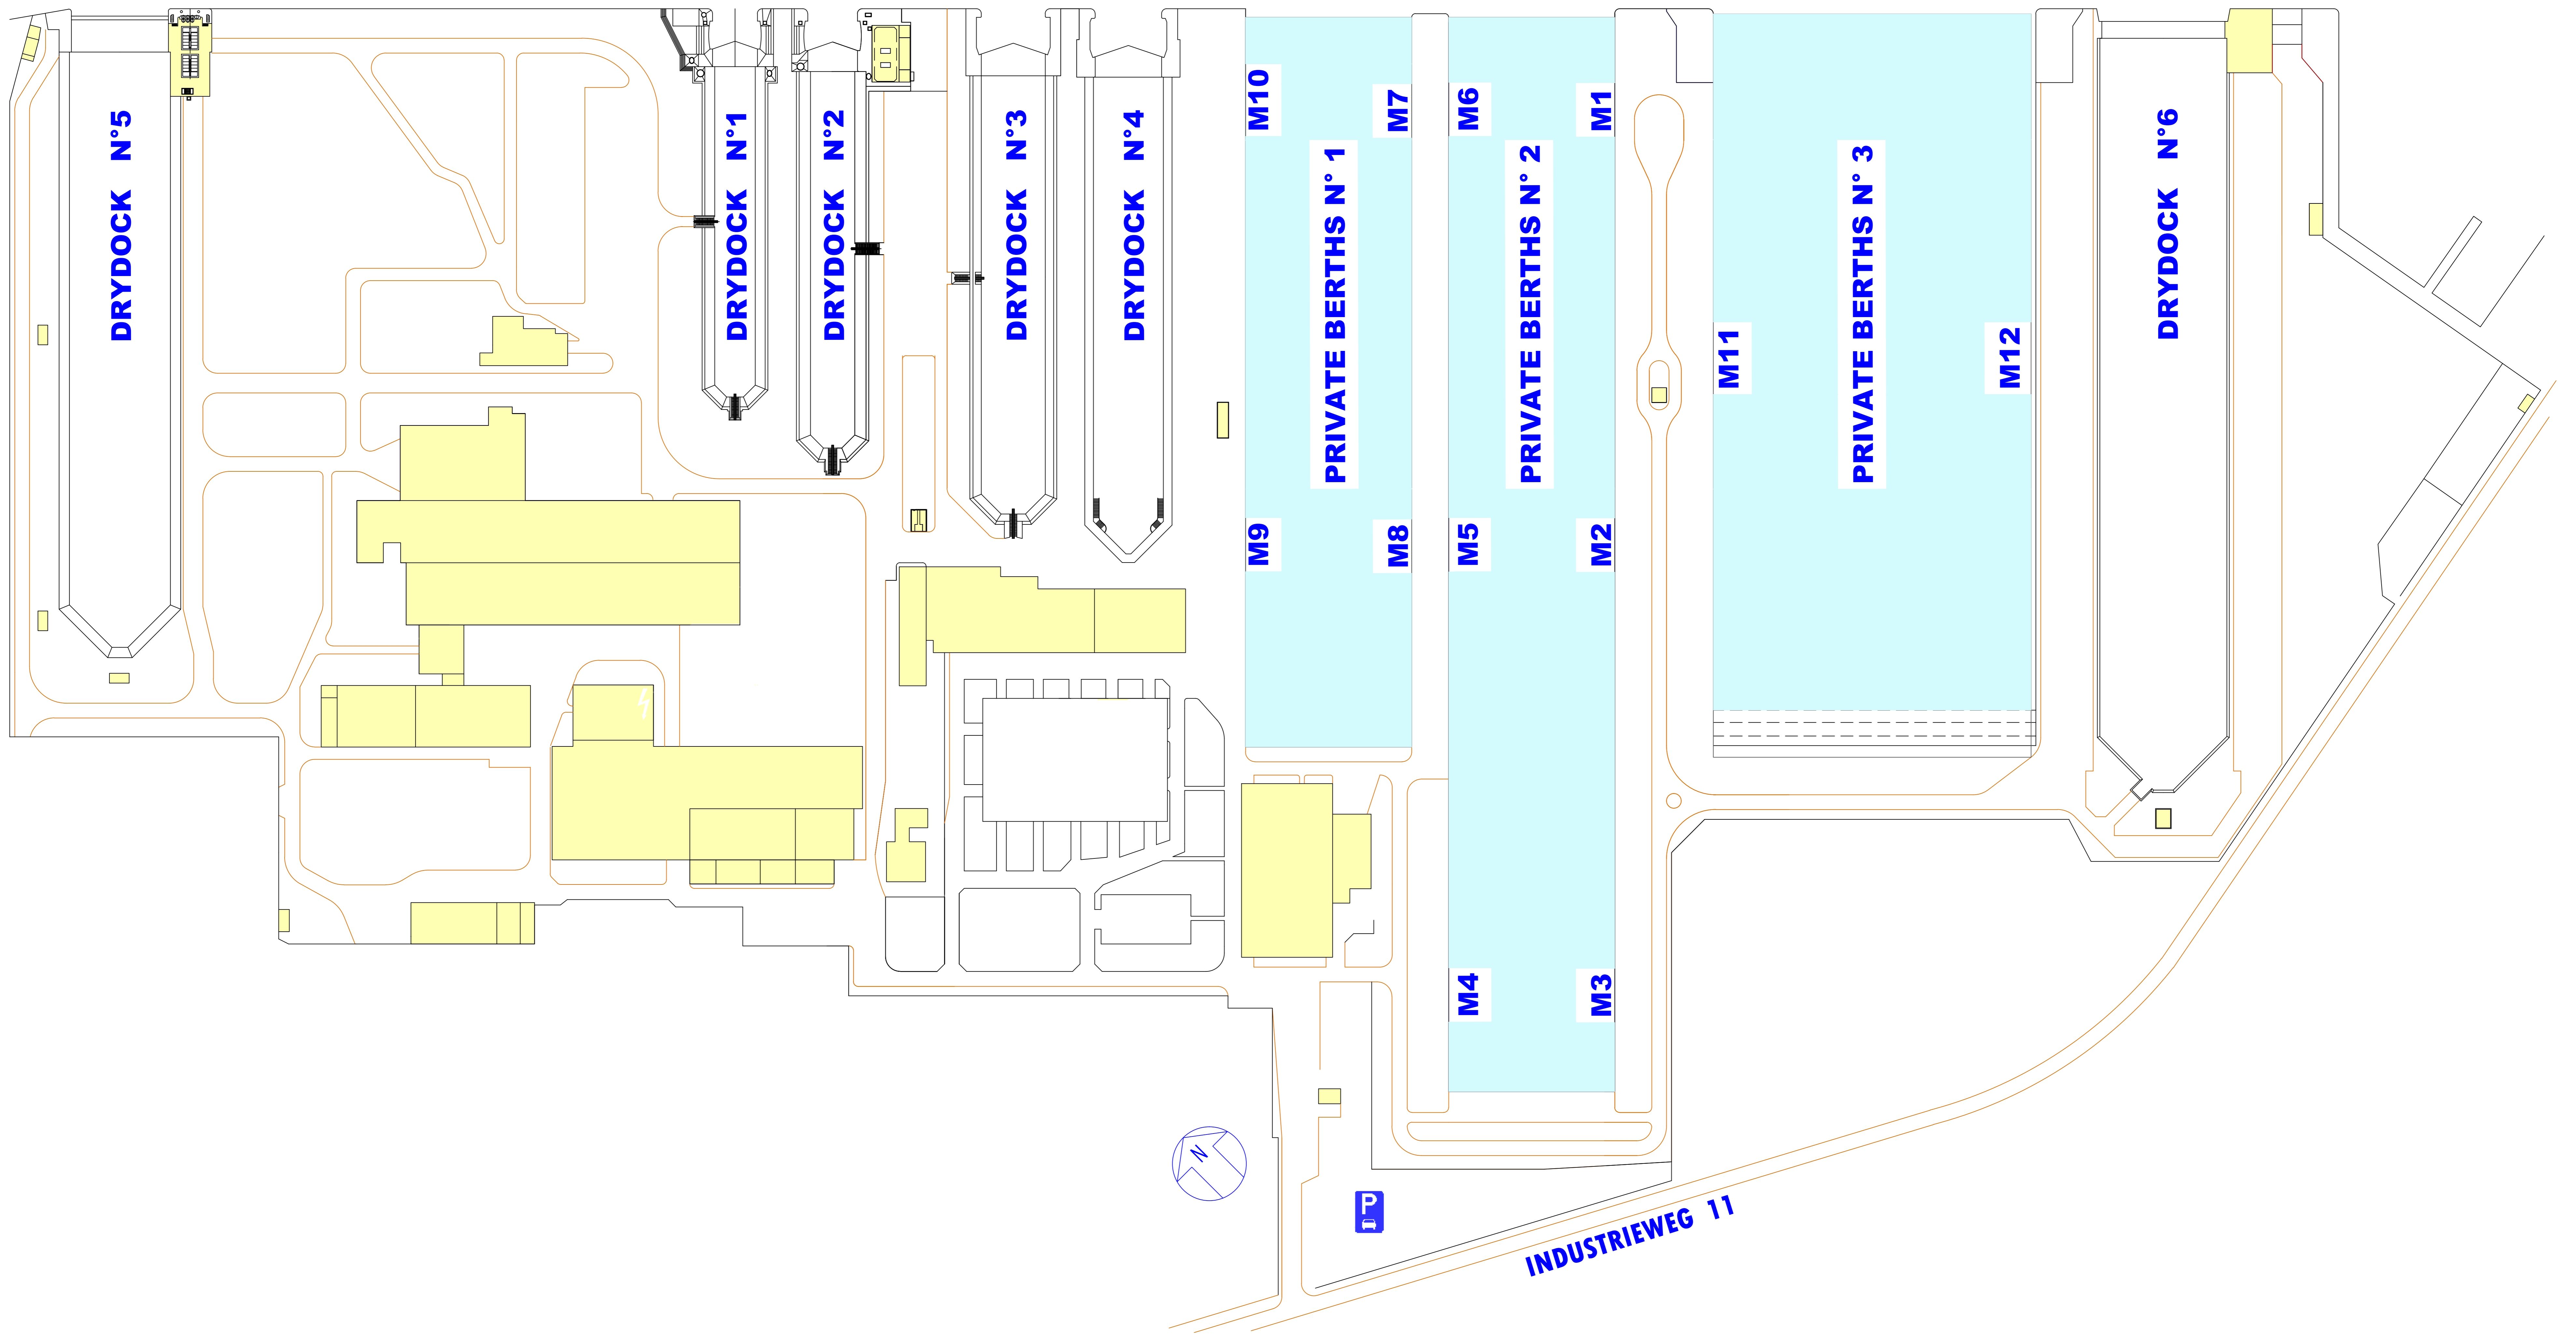 DRYDOCK N°5
DRYDOCK N°1
DRYDOCK N°2
DRYDOCK N°3
DRYDOCK N°4
M10
M7
M6
M1
PRIVATE BERTHS N° 1
PRIVATE BERTHS N° 2
PRIVATE BERTHS N° 3
DRYDOCK N°6
M11
M12
M9
M8
M5
M2
M4
M3
N
P
INDUSTRIEWEG 11